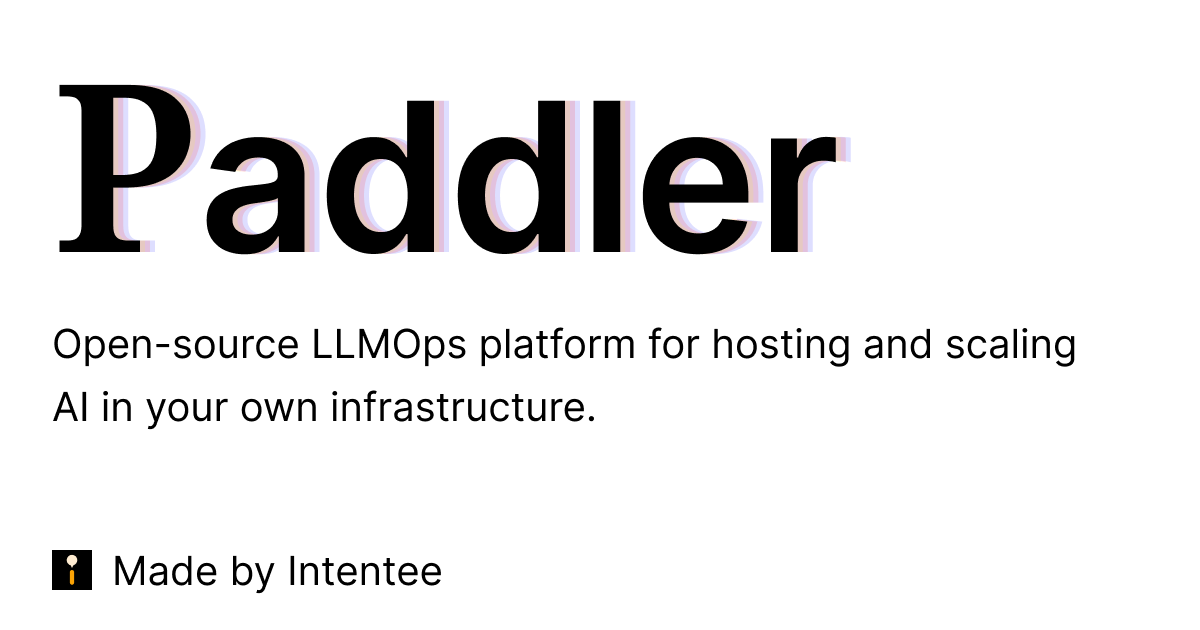 Paddler
Open-source LLMOps platform for hosting and scaling
AI in your own infrastructure.
Made by Intentee